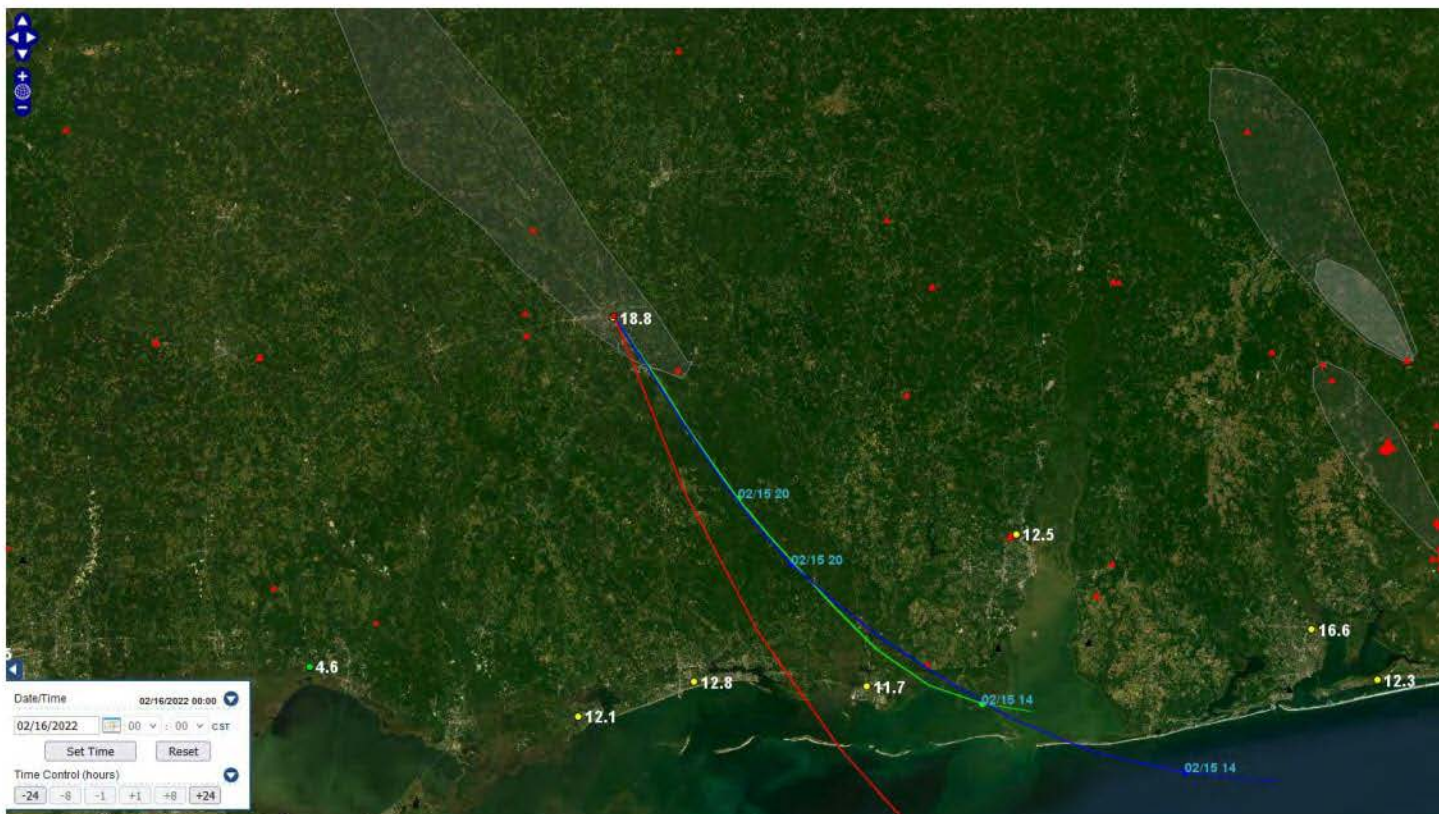 18.8
02/15 20
12.5
02/15 20
16.6
5
4.6
12.8
11.7
12.3
02/15 14
12.1
02/15 14
Date/Time 02/16/2022 00:00
02/16/2022 00 : 00 CST
Set Time Reset
Time Control (hours)
-24 -8 -1 +1 +8 +24